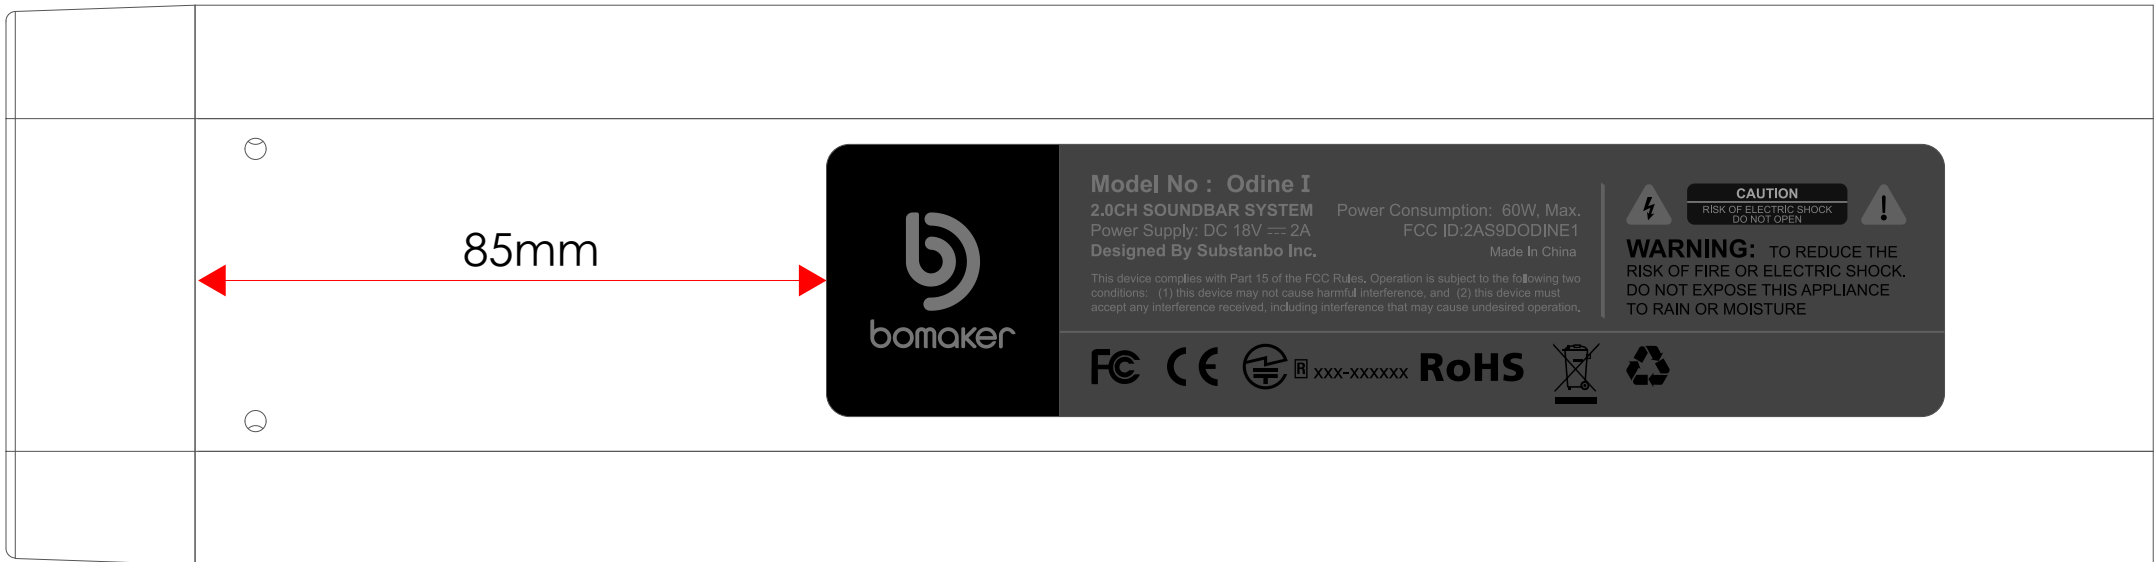 85mm
bomaker
Model No : Odine I
2.0CH SOUNDBAR SYSTEM Power Consumption: 60W, Max.
Power Supply: DC 18V ⎓ 2A FCC ID:2AS9DODINE1
Designed By Substanbo Inc. Made In China
This device complies with Part 15 of the FCC Rules. Operation is subject to the following two
conditions: (1) this device may not cause harmful interference, and (2) this device must
accept any interference received, including interference that may cause undesired operation.
CAUTION
RISK OF ELECTRIC SHOCK
DO NOT OPEN
WARNING: TO REDUCE THE
RISK OF FIRE OR ELECTRIC SHOCK.
DO NOT EXPOSE THIS APPLIANCE
TO RAIN OR MOISTURE
FC CE R xxx-xxxxxx RoHS